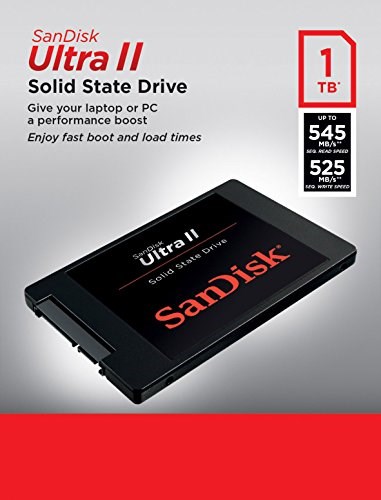 SanDisk
Ultra II
Solid State Drive
Give your laptop or PC
a performance boost
Enjoy fast boot and load times
1
TB*
UP TO
545
MB/s**
SEQ. READ SPEED
525
MB/s**
SEQ. WRITE SPEED
SanDisk
Ultra II
Solid State Drive
SanDisk